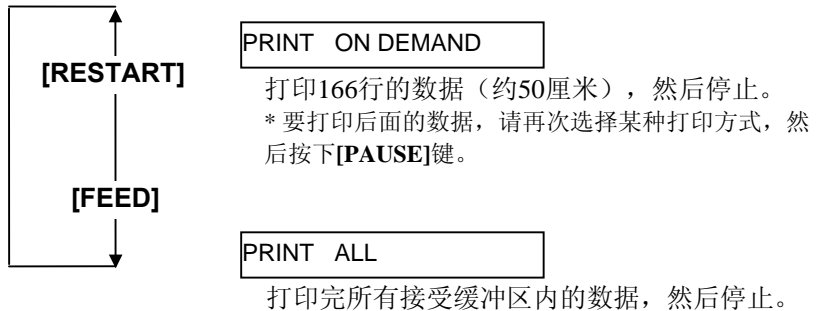 PRINT ON DEMAND
[RESTART]
打印166行的数据（约50厘米），然后停止。
* 要打印后面的数据，请再次选择某种打印方式，然
后按下[PAUSE]键。
[FEED]
PRINT ALL
打印完所有接受缓冲区内的数据，然后停止。